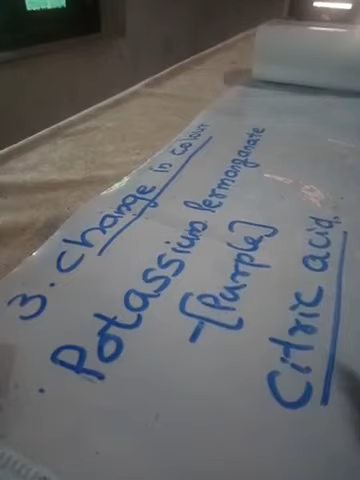 3. Change in colour
. Potassium Permanganate
-[Purple]
Citric acid.